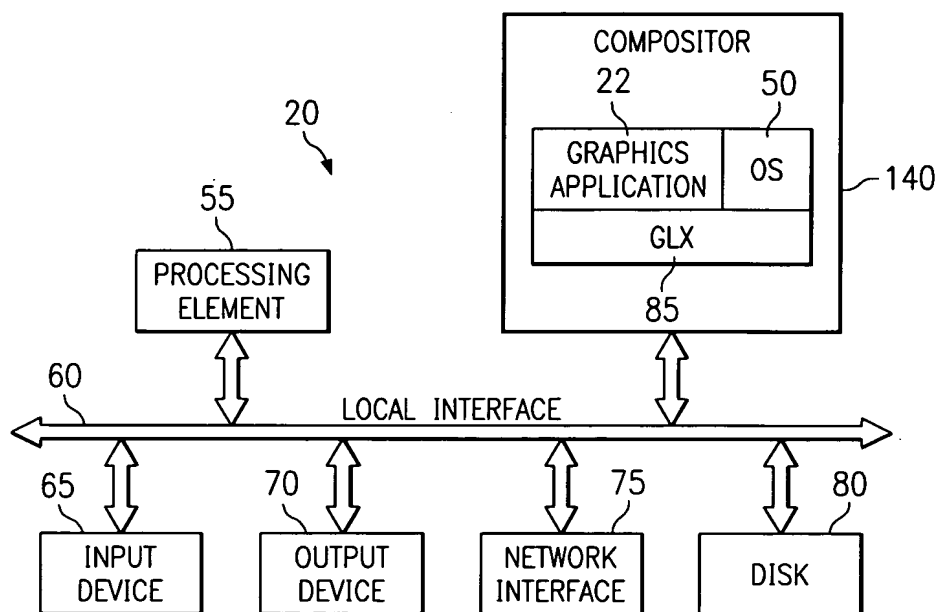 COMPOSITOR
22
50
20
GRAPHICS
APPLICATION
OS
140
55
GLX
PROCESSING
ELEMENT
85
60
LOCAL INTERFACE
65
70
75
80
INPUT
DEVICE
OUTPUT
DEVICE
NETWORK
INTERFACE
DISK